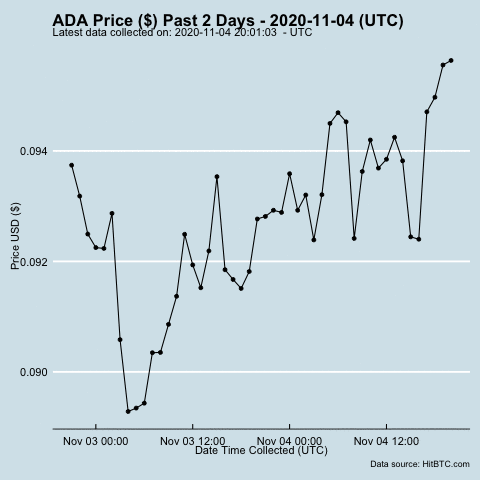 ADA Price ($) Past 2 Days - 2020-11-04 (UTC)
Latest data collected on: 2020-11-04 20:01:03  - UTC
0.094
0.092
0.090
Price USD ($)
Nov 03 00:00 Nov 03 12:00 Nov 04 00:00 Nov 04 12:00
Date Time Collected (UTC)
Data source: HitBTC.com